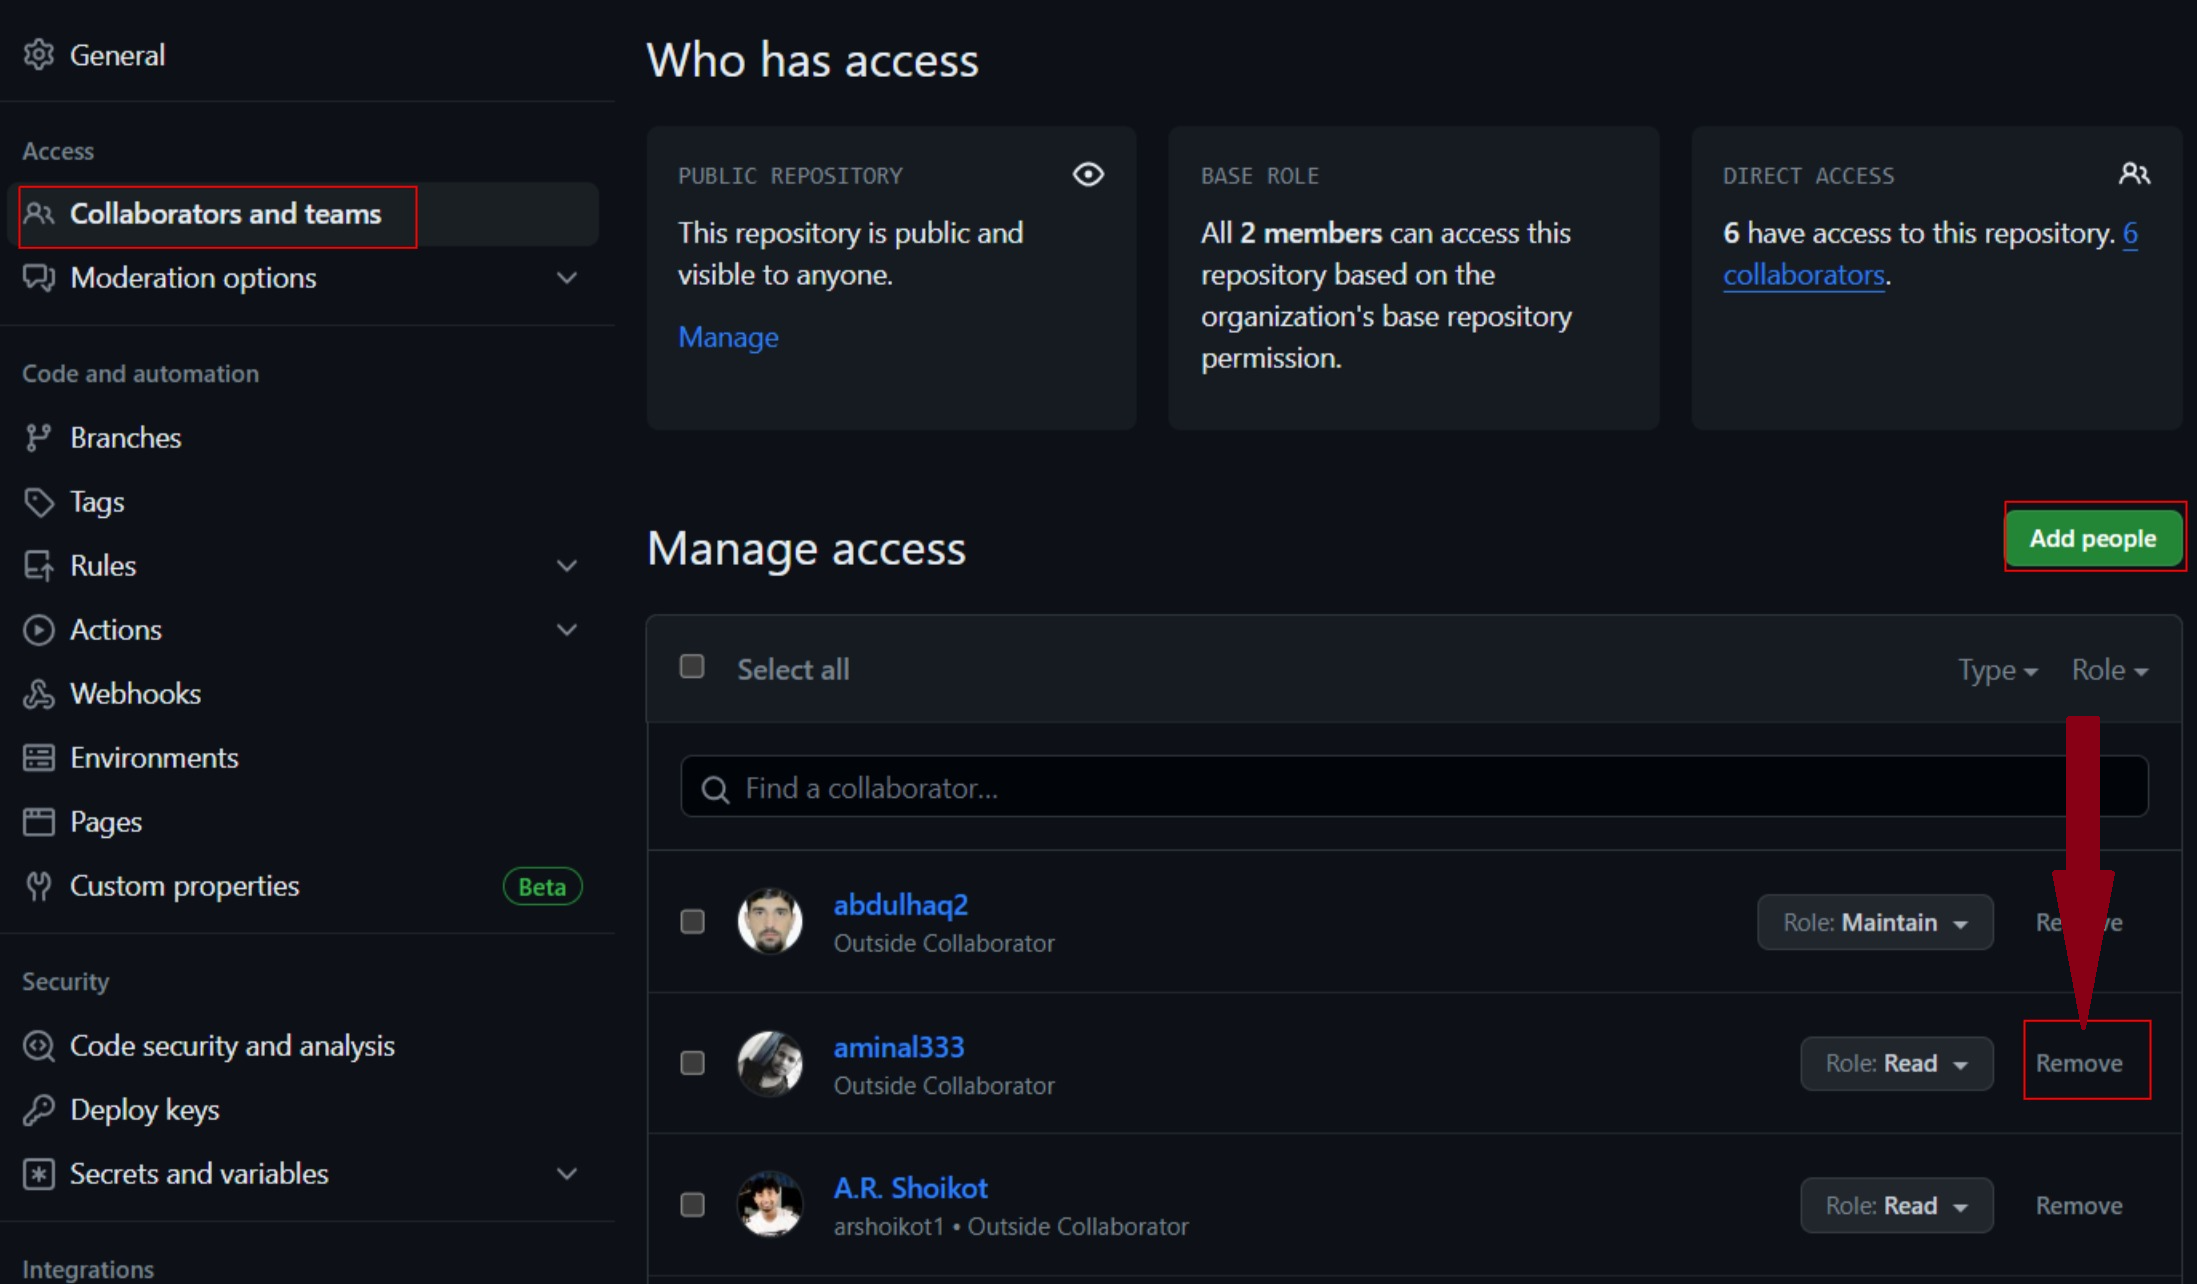 General
Access
Collaborators and teams
Moderation options
Code and automation
Branches
Tags
Rules
Actions
Webhooks
Environments
Pages
Custom properties Beta
Security
Code security and analysis
Deploy keys
Secrets and variables
Integrations
Who has access
PUBLIC REPOSITORY
This repository is public and
visible to anyone.
Manage
BASE ROLE
All 2 members can access this
repository based on the
organization's base repository
permission.
DIRECT ACCESS
6 have access to this repository. 6
collaborators.
Manage access
Add people
Select all Type Role
Find a collaborator...
abdulhaq2
Outside Collaborator
Role: Maintain
aminal333
Outside Collaborator
Role: Read Remove
A.R. Shoikot
arshoikot1 • Outside Collaborator
Role: Read Remove